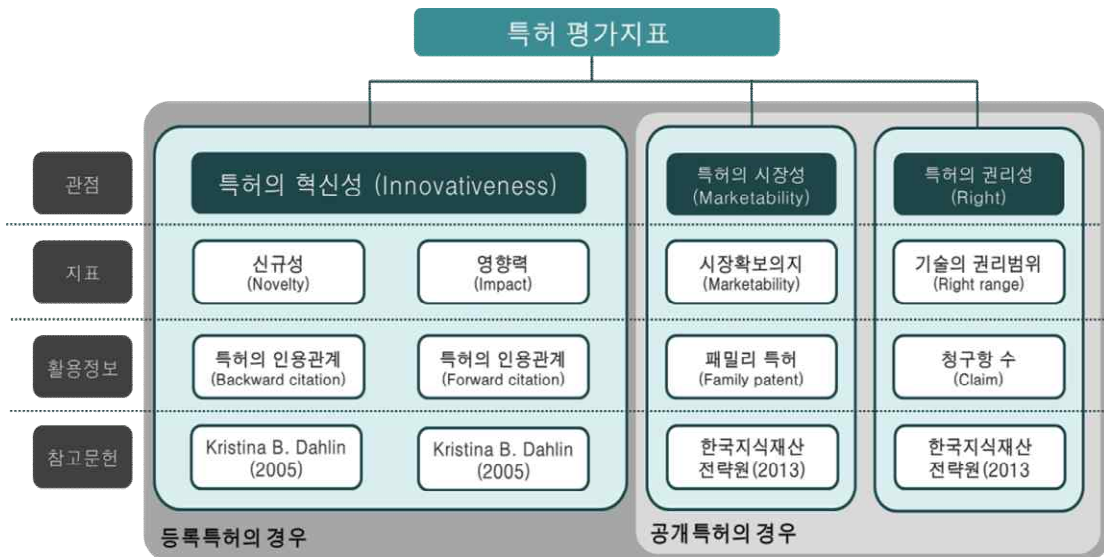 특허 평가지표
관점
특허의 혁신성 (Innovativeness)
특허의 시장성
(Marketability)
특허의 권리성
(Right)
지표
신규성
(Novelty)
영향력
(Impact)
시장확보의지
(Marketability)
기술의 권리범위
(Right range)
활용정보
특허의 인용관계
(Backward citation)
특허의 인용관계
(Forward citation)
패밀리 특허
(Family patent)
청구항 수
(Claim)
참고문헌
Kristina B. Dahlin
(2005)
Kristina B. Dahlin
(2005)
한국지식재산
전략원(2013)
한국지식재산
전략원(2013
등록특허의 경우
공개특허의 경우